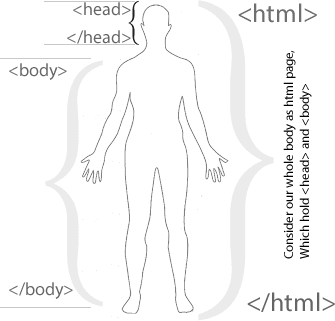 <head>
</head>
<html>
<body>
Consider our whole body as html page,
Which hold <head> and <body>
</body>
</html>